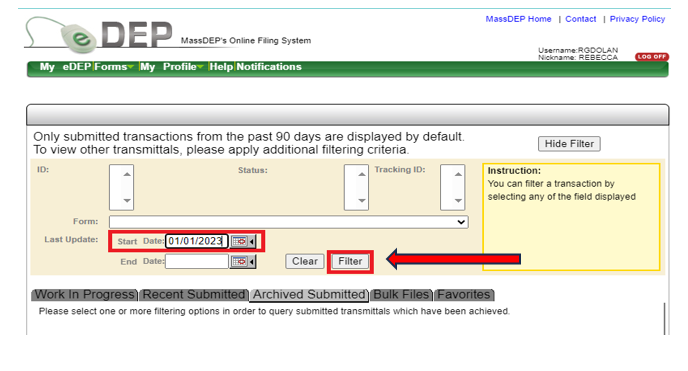 MassDEP Home | Contact | Privacy Policy
eDEP MassDEP's Online Filing System
Username:RGDOLAN
Nickname: REBECCA
LOG OFF
My eDEP Forms My Profile Help Notifications
Only submitted transactions from the past 90 days are displayed by default.
To view other transmittals, please apply additional filtering criteria.
Hide Filter
ID: Status: Tracking ID:
Instruction:
You can filter a transaction by
selecting any of the field displayed
Form:
Last Update: Start Date: 01/01/2023
End Date: Clear Filter
Work In Progress Recent Submitted Archived Submitted Bulk Files Favorites
Please select one or more filtering options in order to query submitted transmittals which have been achieved.